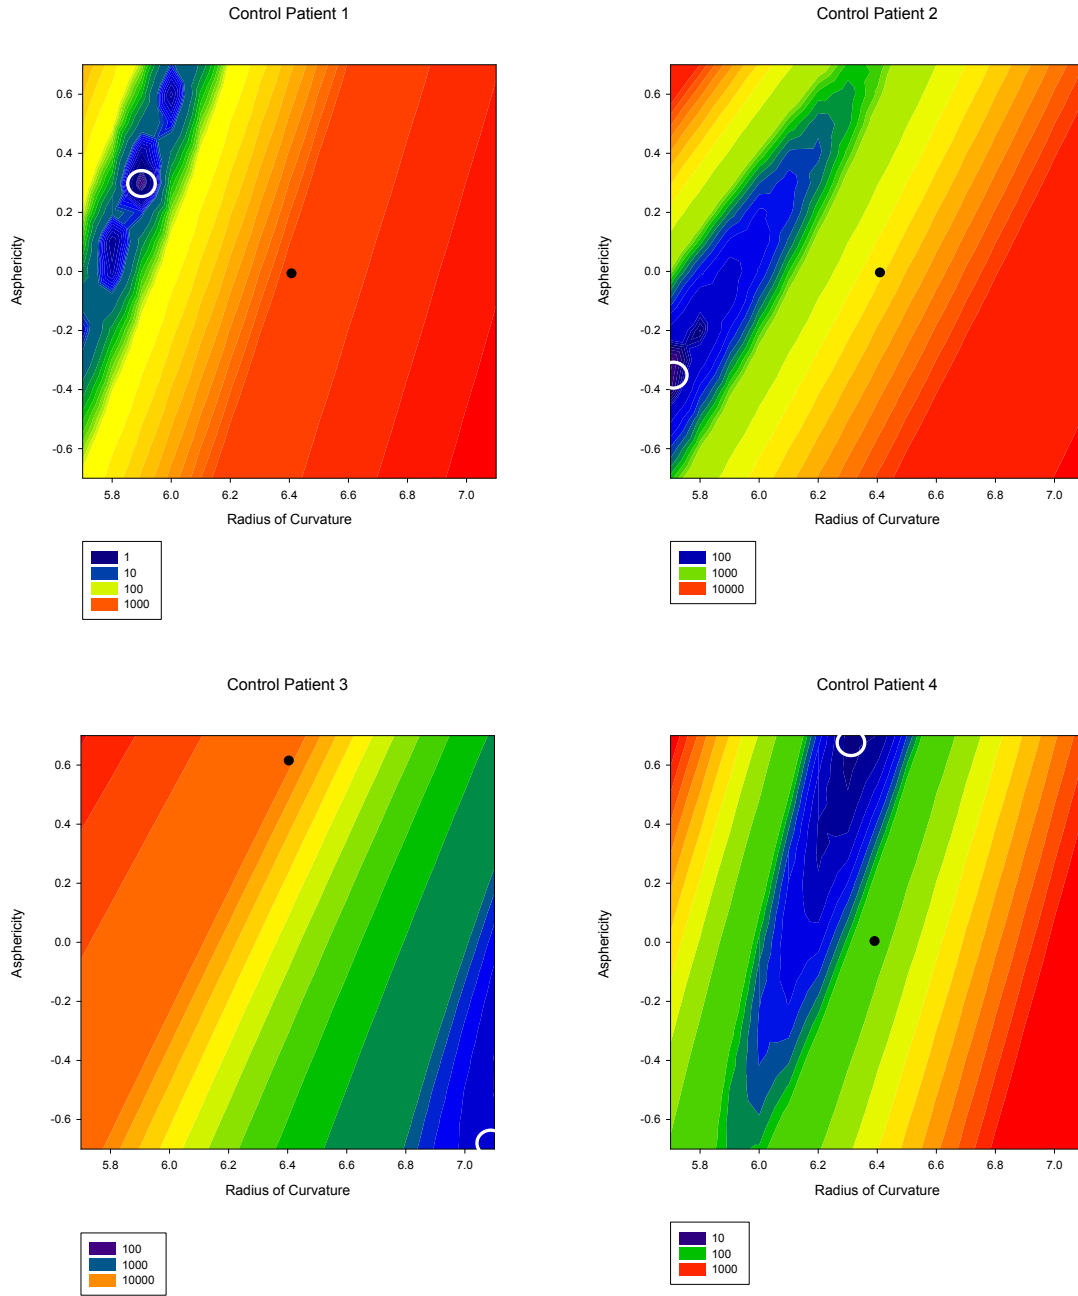 Control Patient 1
Control Patient 2
0.6
0.4
0.2
0.0
-0.2
-0.4
-0.6
Asphericity
5.8 6.0 6.2 6.4 6.6 6.8 7.0
Radius of Curvature
1
10
100
1000
0.6
0.4
0.2
0.0
-0.2
-0.4
-0.6
Asphericity
5.8 6.0 6.2 6.4 6.6 6.8 7.0
Radius of Curvature
100
1000
10000
Control Patient 3
Control Patient 4
0.6
0.4
0.2
0.0
-0.2
-0.4
-0.6
Asphericity
5.8 6.0 6.2 6.4 6.6 6.8 7.0
Radius of Curvature
100
1000
10000
0.6
0.4
0.2
0.0
-0.2
-0.4
-0.6
Asphericity
5.8 6.0 6.2 6.4 6.6 6.8 7.0
Radius of Curvature
10
100
1000